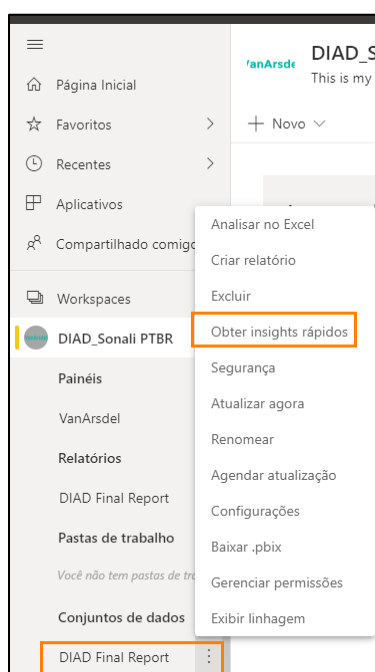 VanArsde
DIAD_S
This is my
Página Inicial
Favoritos
Novo
Recentes
Aplicativos
Compartilhado comigo
Workspaces
DIAD_Sonali PTBR
Painéis
VanArsdel
Relatórios
DIAD Final Report
Pastas de trabalho
Você não tem pastas de tra
Conjuntos de dados
DIAD Final Report
Analisar no Excel
Criar relatório
Excluir
Obter insights rápidos
Segurança
Atualizar agora
Renomear
Agendar atualização
Configurações
Baixar .pbix
Gerenciar permissões
Exibir linhagem